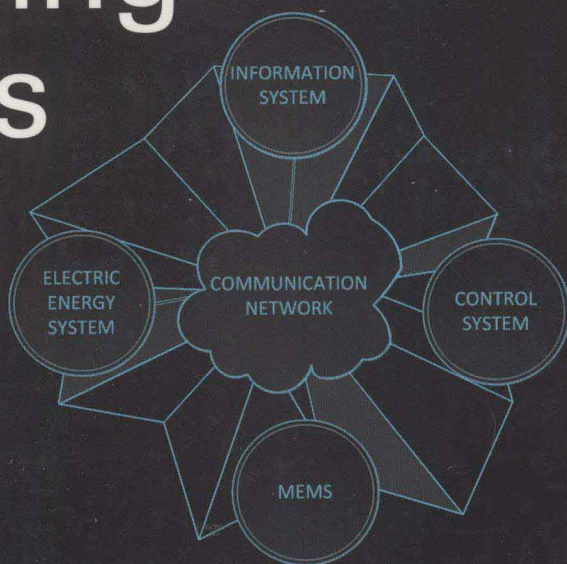 INFORMATION
SYSTEM
ELECTRIC
ENERGY
SYSTEM
COMMUNICATION
NETWORK
CONTROL
SYSTEM
MEMS